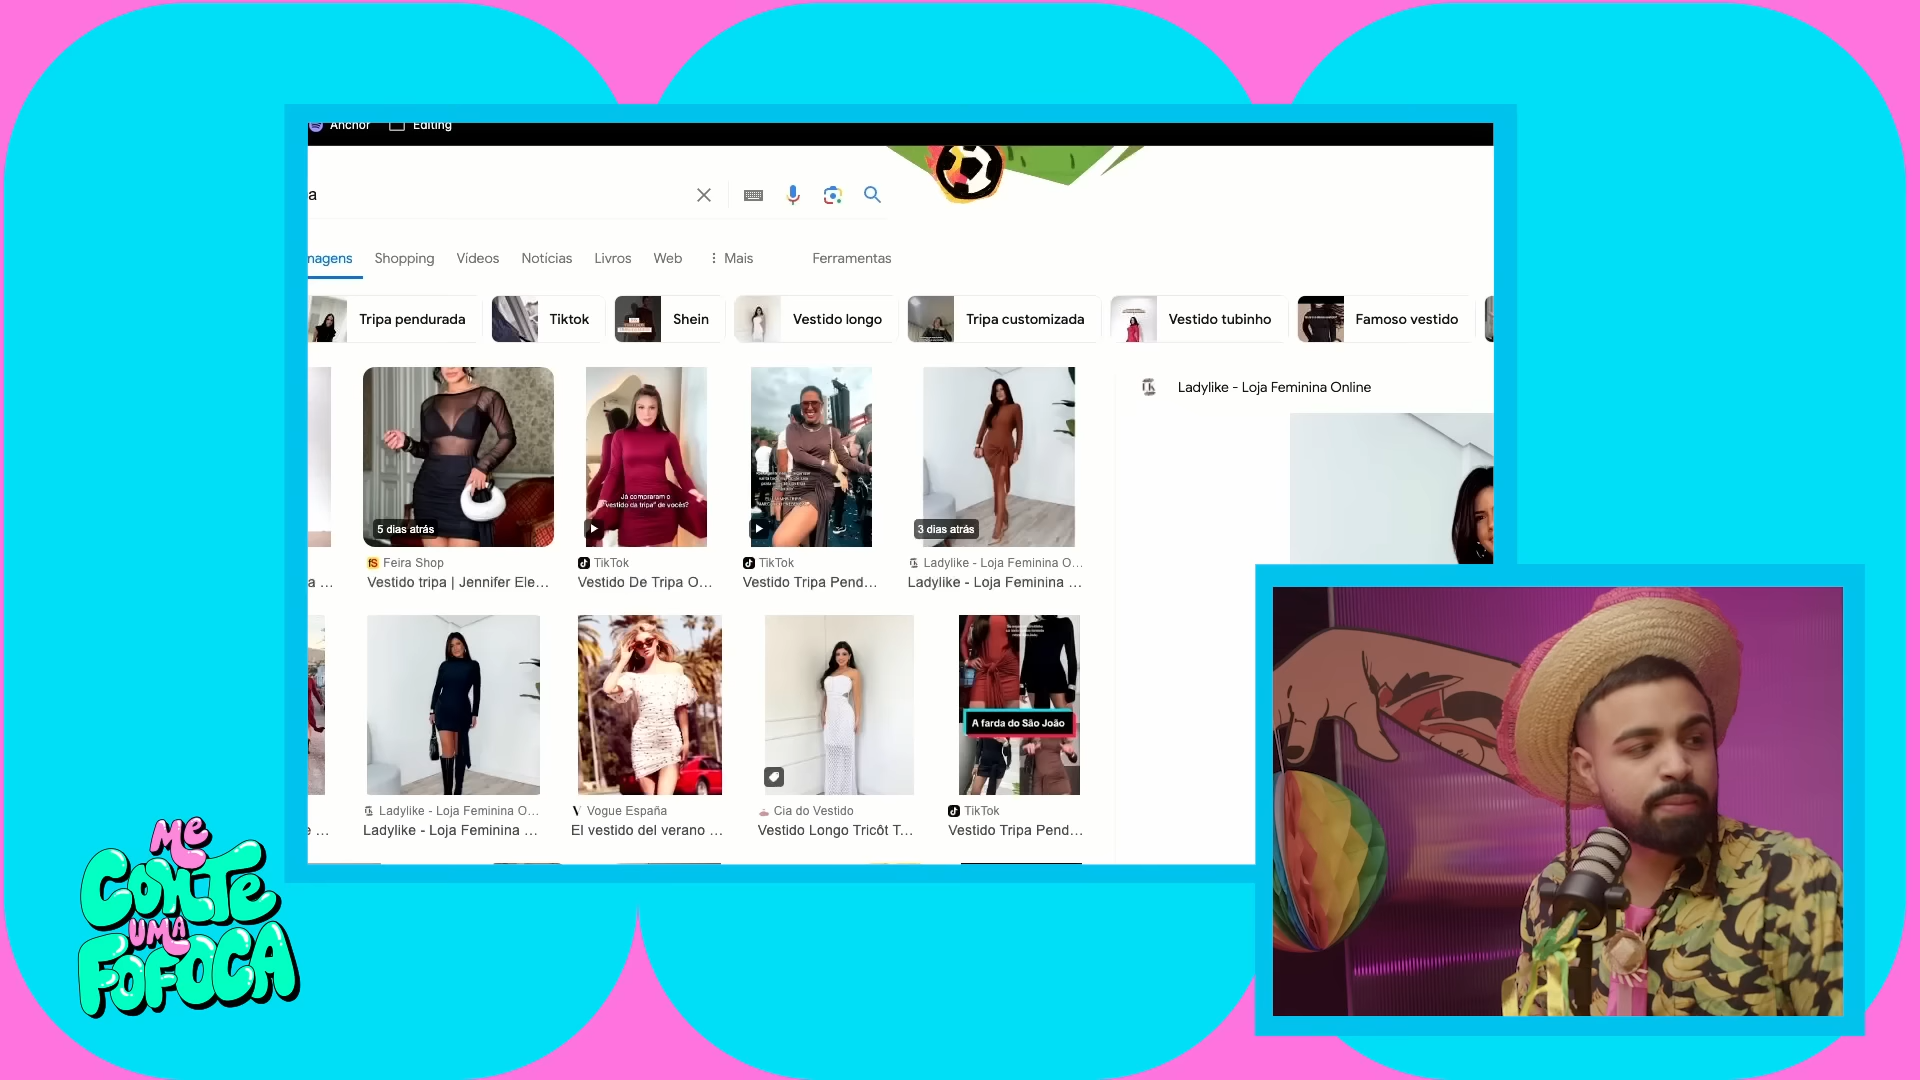 Anchor Editing
a
magens Shopping Vídeos Notícias Livros Web Mais Ferramentas
Tripa pendurada Tiktok Shein Vestido longo Tripa customizada Vestido tubinho Famoso vestido
Ladylike - Loja Feminina Online
Já compraram o
"vestido da tripa" de vocês?
5 dias atrás
3 dias atrás
Feira Shop TikTok TikTok Ladylike - Loja Feminina O...
a ... Vestido tripa | Jennifer Ele... Vestido De Tripa O... Vestido Tripa Pend... Ladylike - Loja Feminina ...
A farda do São João
Ladylike - Loja Feminina O... Vogue España Cia do Vestido TikTok
e ... Ladylike - Loja Feminina ... El vestido del verano ... Vestido Longo Tricôt T... Vestido Tripa Pend...
ME
CONTE
UMA
FOFOCA